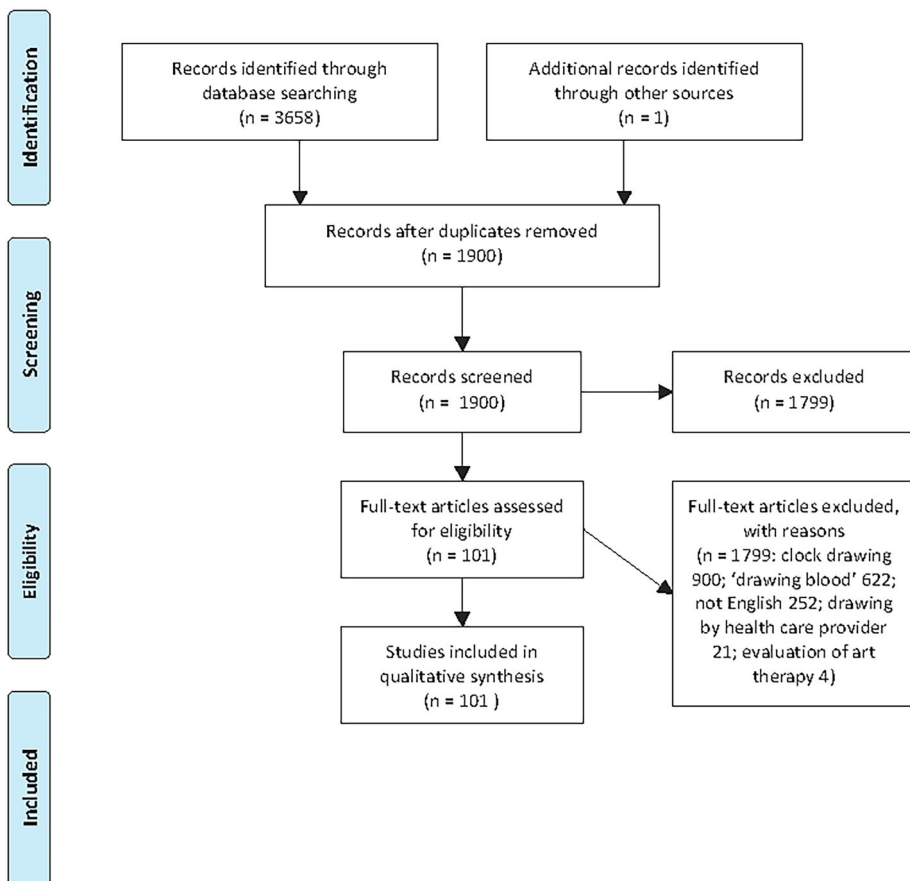 Identification
Records identified through
database searching
(n = 3658)
Additional records identified
through other sources
(n = 1)
Records after duplicates removed
(n = 1900)
Screening
Records screened
(n = 1900)
Records excluded
(n = 1799)
Eligibility
Full-text articles assessed
for eligibility
(n = 101)
Full-text articles excluded,
with reasons
(n = 1799: clock drawing
900; ‘drawing blood’ 622;
not English 252; drawing
by health care provider
21; evaluation of art
therapy 4)
Studies included in
qualitative synthesis
(n = 101 )
Included